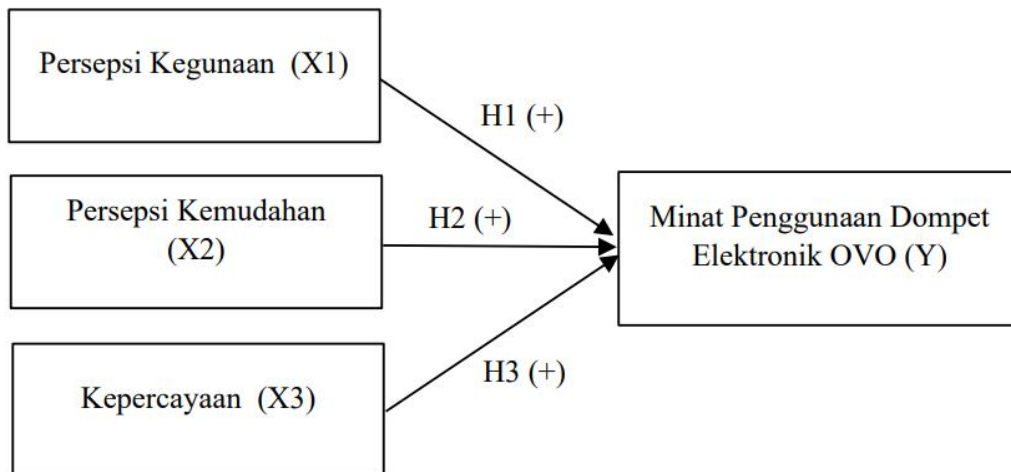 Persepsi Kegunaan (X1)
H1 (+)
Persepsi Kemudahan
(X2)
H2 (+)
Minat Penggunaan Dompet
Elektronik OVO (Y)
H3 (+)
Kepercayaan (X3)